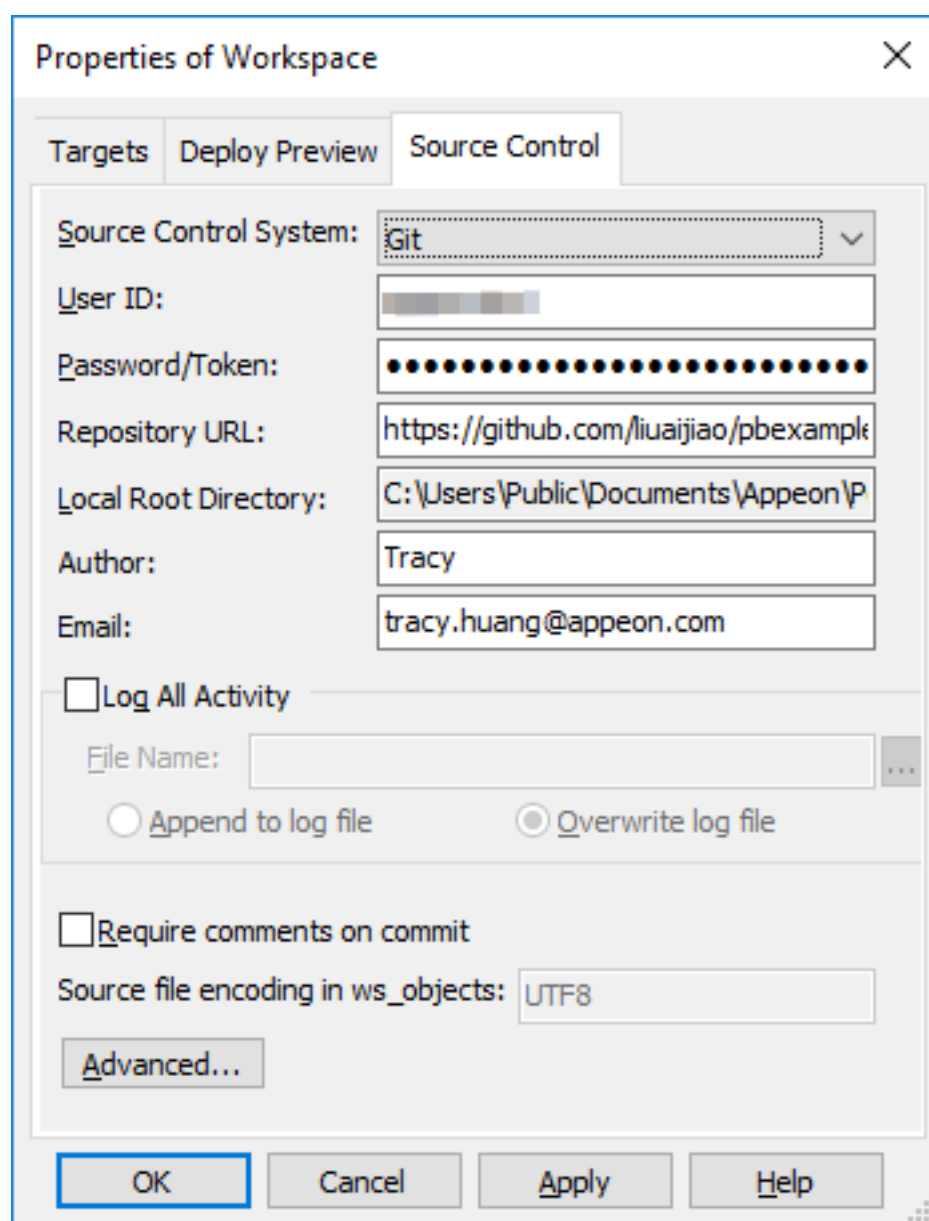 Properties of Workspace
Targets Deploy Preview Source Control
Source Control System: Git
User ID:
Password/Token: ●●●●●●●●●●●●●●●●●●●●●●●●●●
Repository URL: https://github.com/liuaijiao/pbexample
Local Root Directory: C:\Users\Public\Documents\Appeon\P
Author: Tracy
Email: tracy.huang@appeon.com
Log All Activity
File Name: ...
Append to log file Overwrite log file
Require comments on commit
Source file encoding in ws_objects: UTF8
Advanced...
OK Cancel Apply Help